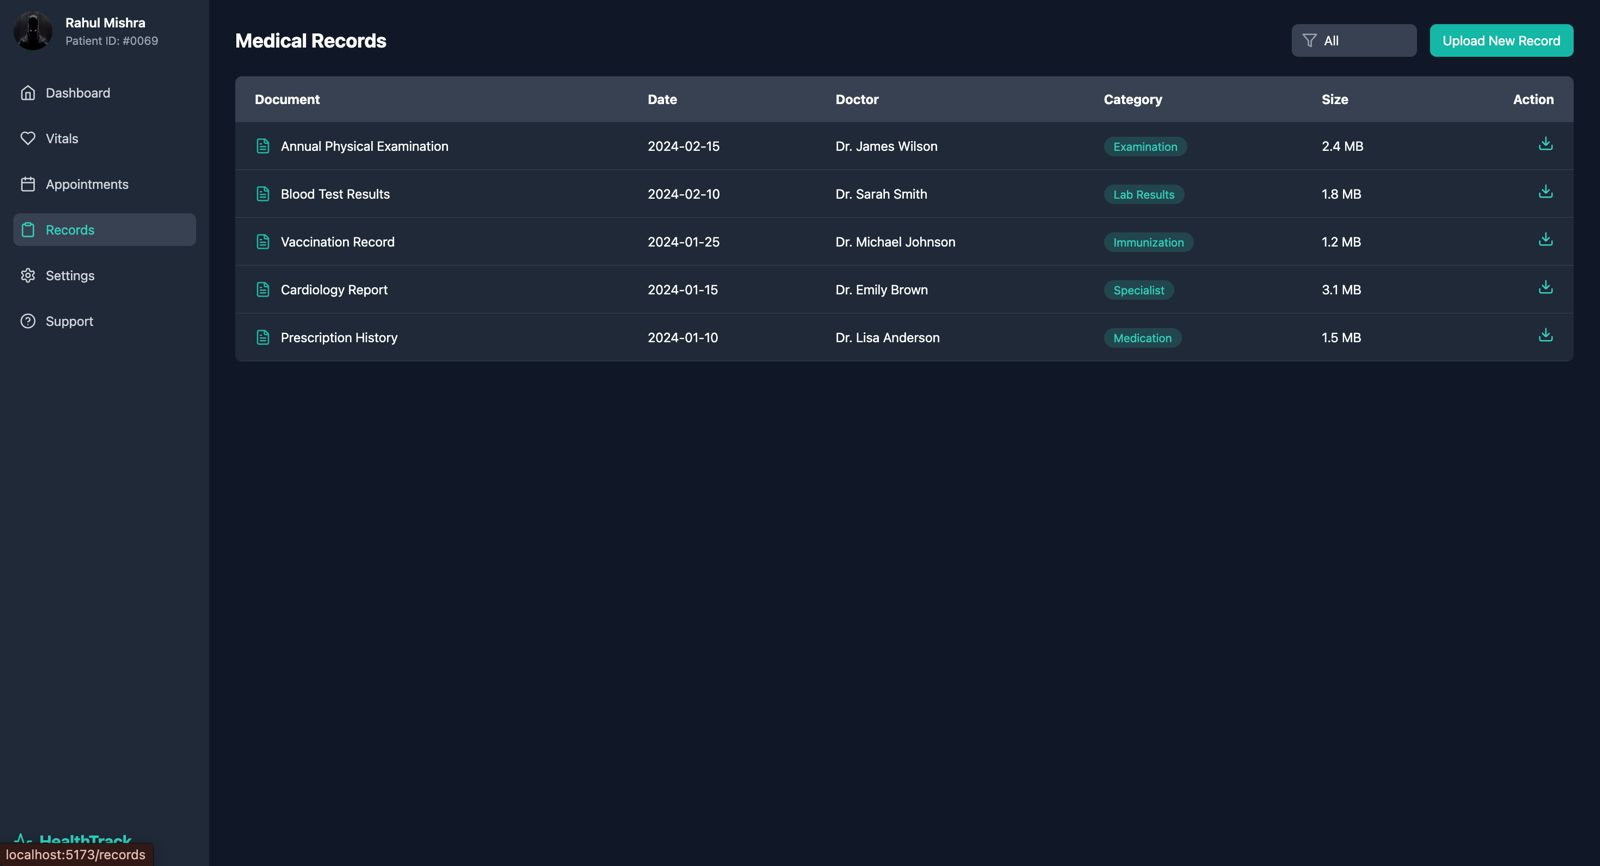 Rahul Mishra
Patient ID: #0069
Dashboard
Vitals
Appointments
Records
Settings
Support
HealthTrack
localhost:5173/records
Medical Records
All
Upload New Record
Document Date Doctor Category Size Action
Annual Physical Examination 2024-02-15 Dr. James Wilson Examination 2.4 MB
Blood Test Results 2024-02-10 Dr. Sarah Smith Lab Results 1.8 MB
Vaccination Record 2024-01-25 Dr. Michael Johnson Immunization 1.2 MB
Cardiology Report 2024-01-15 Dr. Emily Brown Specialist 3.1 MB
Prescription History 2024-01-10 Dr. Lisa Anderson Medication 1.5 MB